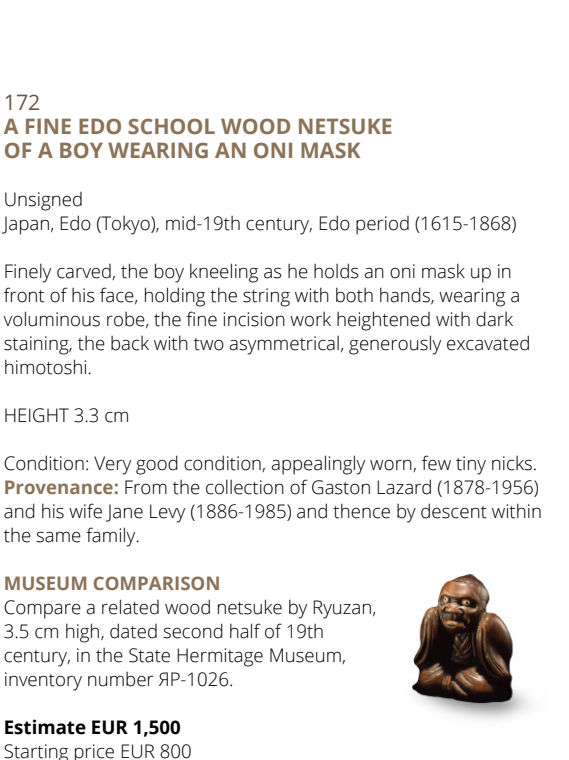 172
A FINE EDO SCHOOL WOOD NETSUKE
OF A BOY WEARING AN ONI MASK
Unsigned
Japan, Edo (Tokyo), mid-19th century, Edo period (1615-1868)
Finely carved, the boy kneeling as he holds an oni mask up in
front of his face, holding the string with both hands, wearing a
voluminous robe, the fine incision work heightened with dark
staining, the back with two asymmetrical, generously excavated
himotoshi.
HEIGHT 3.3 cm
Condition: Very good condition, appealingly worn, few tiny nicks.
Provenance: From the collection of Gaston Lazard (1878-1956)
and his wife Jane Levy (1886-1985) and thence by descent within
the same family.
MUSEUM COMPARISON
Compare a related wood netsuke by Ryuzan,
3.5 cm high, dated second half of 19th
century, in the State Hermitage Museum,
inventory number ЯР-1026.
Estimate EUR 1,500
Starting price EUR 800